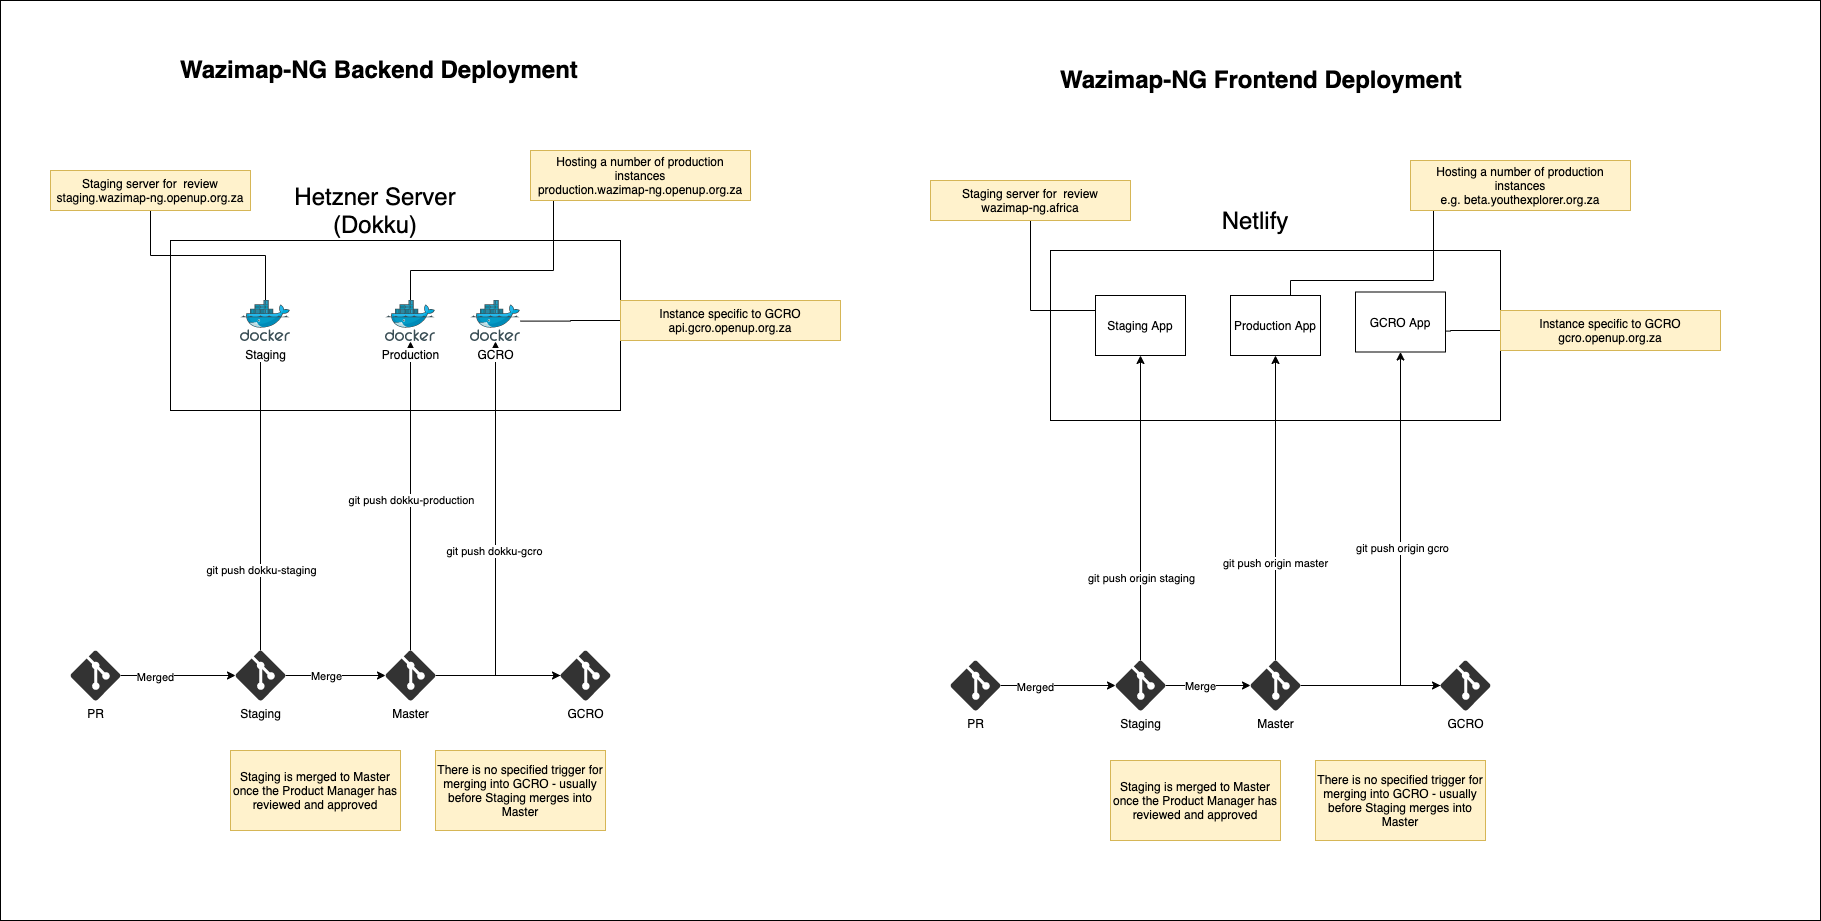 Wazimap-NG Backend Deployment
Staging server for review
staging.wazimap-ng.openup.org.za
Hetzner Server
(Dokku)
Hosting a number of production
instances
production.wazimap-ng.openup.org.za
docker
Staging
docker
Production
docker
GCRO
Instance specific to GCRO
api.gcro.openup.org.za
git push dokku-production
git push dokku-gcro
git push dokku-staging
Merged
Merge
PR
Staging
Master
GCRO
Staging is merged to Master
once the Product Manager has
reviewed and approved
There is no specified trigger for
merging into GCRO - usually
before Staging merges into
Master
Wazimap-NG Frontend Deployment
Staging server for review
wazimap-ng.africa
Netlify
Hosting a number of production
instances
e.g. beta.youthexplorer.org.za
Staging App
Production App
GCRO App
Instance specific to GCRO
gcro.openup.org.za
git push origin gcro
git push origin master
git push origin staging
Merged
Merge
PR
Staging
Master
GCRO
Staging is merged to Master
once the Product Manager has
reviewed and approved
There is no specified trigger for
merging into GCRO - usually
before Staging merges into
Master